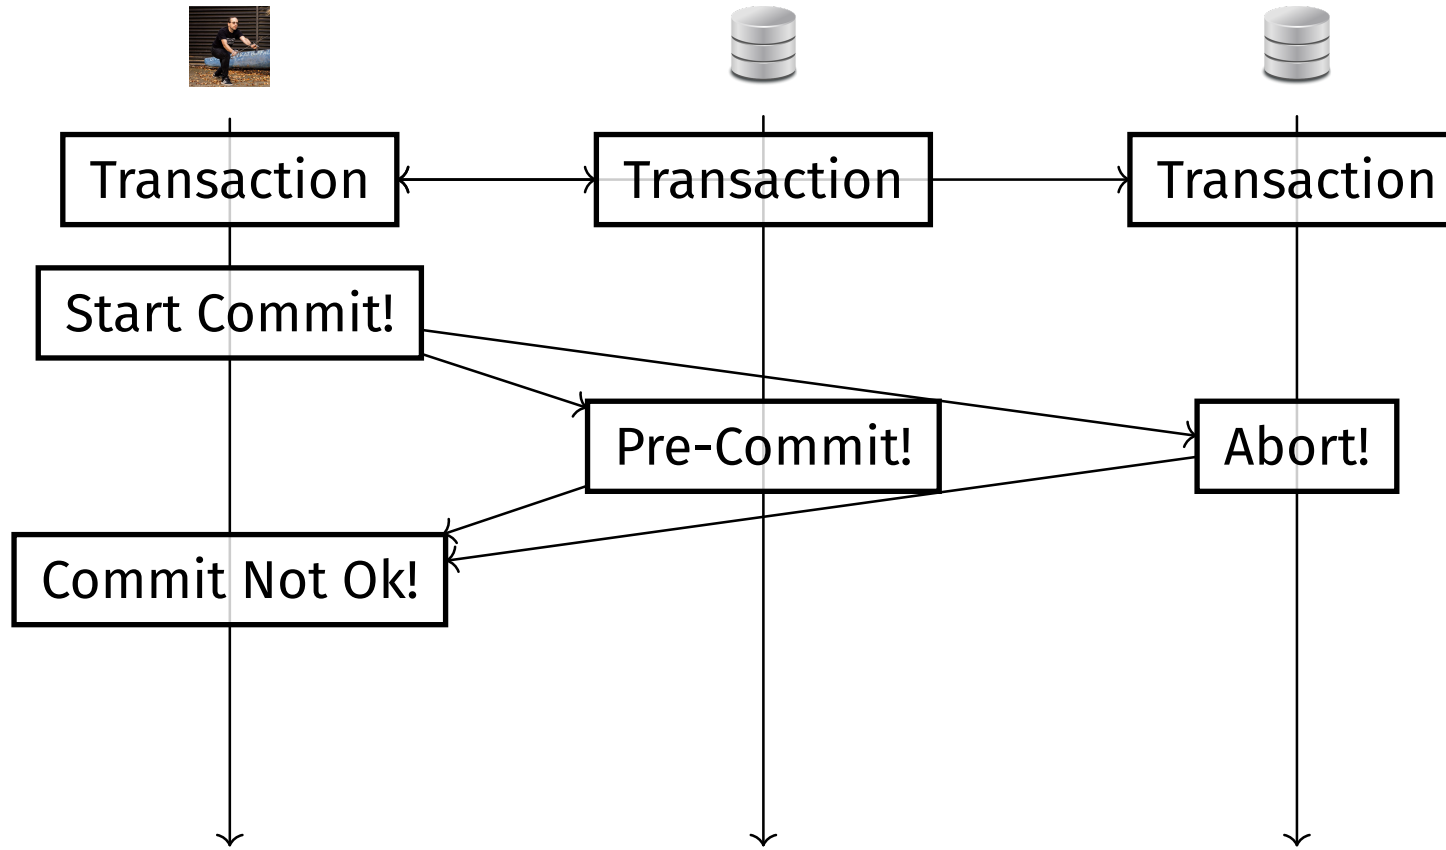 Transaction
Transaction
Transaction
Start Commit!
Pre-Commit!
Abort!
Commit Not Ok!